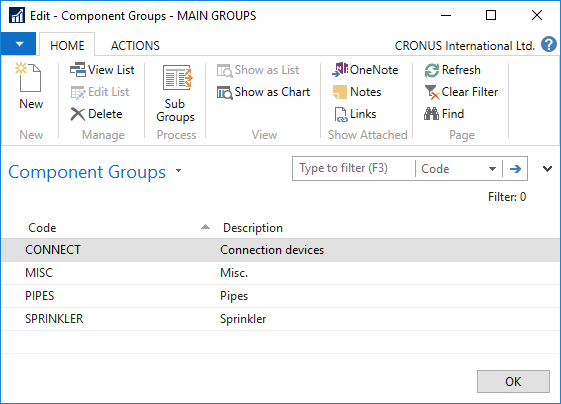 Edit - Component Groups - MAIN GROUPS
HOME ACTIONS CRONUS International Ltd. ?
New
New
View List
Edit List
Delete
Manage
Sub
Groups
Process
Show as List
Show as Chart
View
OneNote
Notes
Links
Show Attached
Refresh
Clear Filter
Find
Page
Component Groups
Type to filter (F3) Code
Filter: 0
Code Description
CONNECT Connection devices
MISC Misc.
PIPES Pipes
SPRINKLER Sprinkler
OK